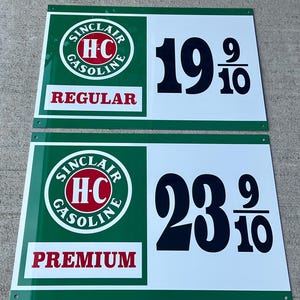 SINCLAIR
H-C
GASOLINE
REGULAR
19 9/10
SINCLAIR
H-C
GASOLINE
PREMIUM
23 9/10